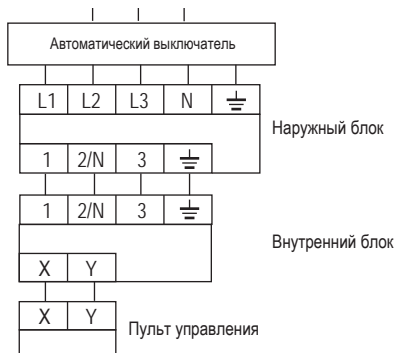 Автоматический выключатель
L1 L2 L3 N
Наружный блок
1 2/N 3
1 2/N 3
Внутренний блок
X Y
X Y
Пульт управления